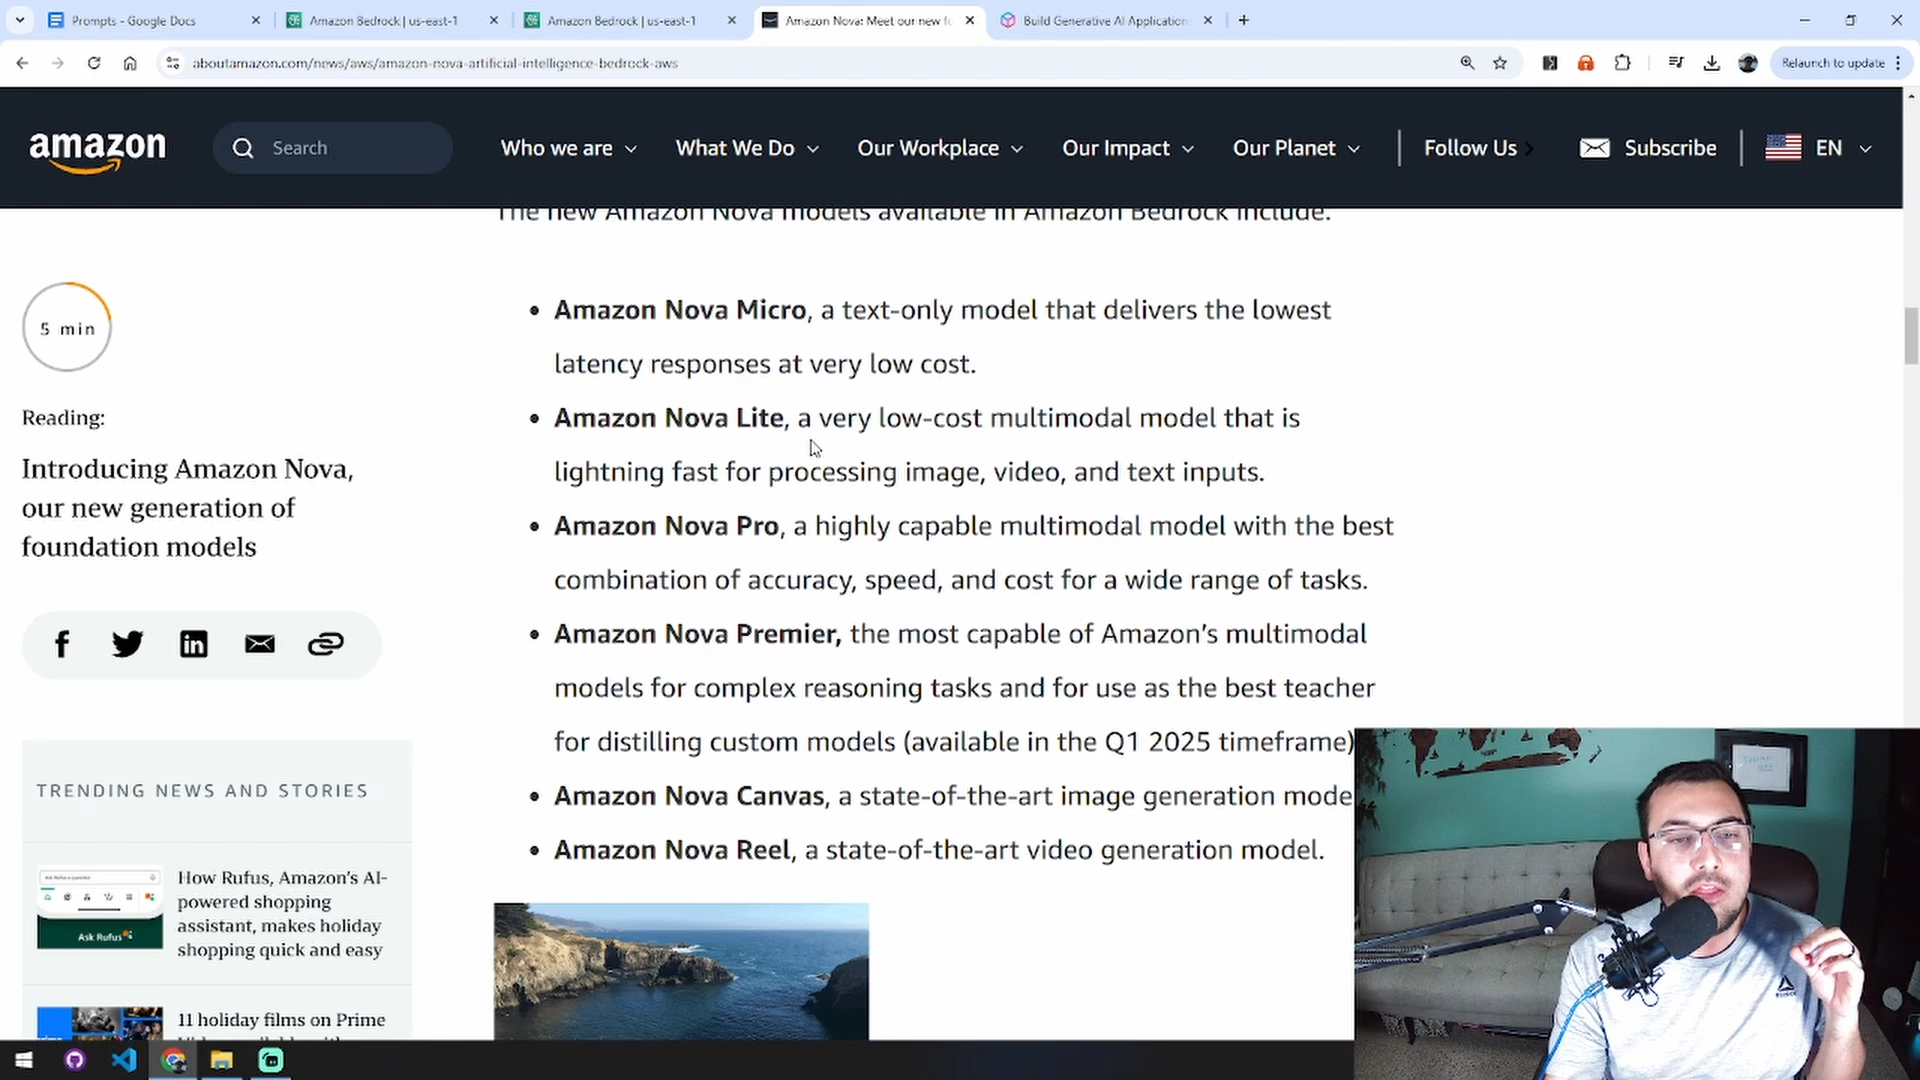 Prompts - Google Docs
Amazon Bedrock | us-east-1
Amazon Bedrock | us-east-1
Amazon Nova: Meet our new fo
Build Generative AI Application
aboutamazon.com/news/aws/amazon-nova-artificial-intelligence-bedrock-aws
Relaunch to update
amazon
Search
Who we are
What We Do
Our Workplace
Our Impact
Our Planet
Follow Us
Subscribe
EN
The new Amazon Nova models available in Amazon Bedrock include:
5 min
Reading:
Introducing Amazon Nova,
our new generation of
foundation models
• Amazon Nova Micro, a text-only model that delivers the lowest
latency responses at very low cost.
• Amazon Nova Lite, a very low-cost multimodal model that is
lightning fast for processing image, video, and text inputs.
• Amazon Nova Pro, a highly capable multimodal model with the best
combination of accuracy, speed, and cost for a wide range of tasks.
• Amazon Nova Premier, the most capable of Amazon’s multimodal
models for complex reasoning tasks and for use as the best teacher
for distilling custom models (available in the Q1 2025 timeframe)
• Amazon Nova Canvas, a state-of-the-art image generation mode
• Amazon Nova Reel, a state-of-the-art video generation model.
TRENDING NEWS AND STORIES
How Rufus, Amazon’s AI-
powered shopping
assistant, makes holiday
shopping quick and easy
Ask Rufus
11 holiday films on Prime